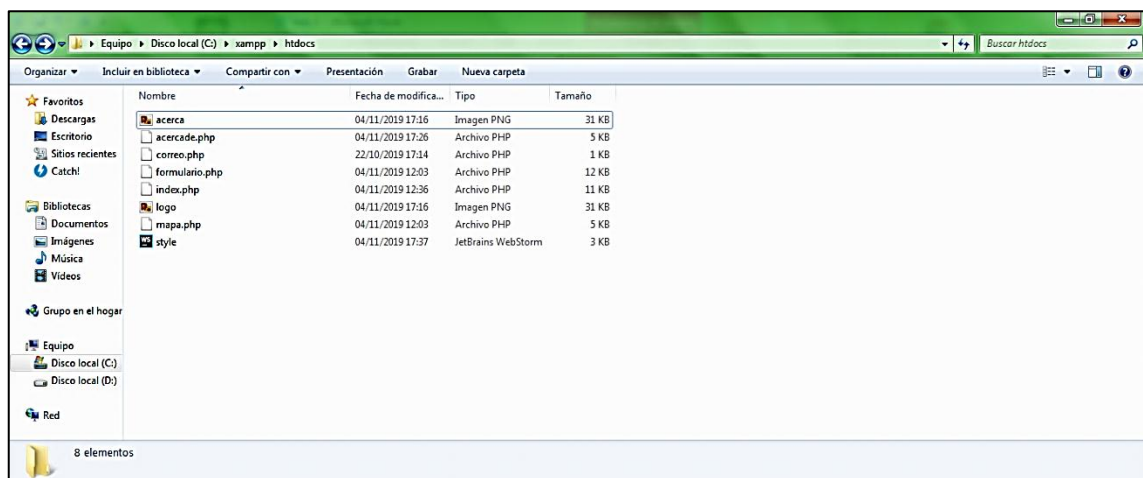 Equipo ▸ Disco local (C:) ▸ xampp ▸ htdocs
Buscar htdocs
Organizar Incluir en biblioteca Compartir con Presentación Grabar Nueva carpeta
Favoritos
Descargas
Escritorio
Sitios recientes
Catch!
Bibliotecas
Documentos
Imágenes
Música
Vídeos
Grupo en el hogar
Equipo
Disco local (C:)
Disco local (D:)
Red
Nombre Fecha de modifica... Tipo Tamaño
acerca 04/11/2019 17:16 Imagen PNG 31 KB
acercade.php 04/11/2019 17:26 Archivo PHP 5 KB
correo.php 22/10/2019 17:14 Archivo PHP 1 KB
formulario.php 04/11/2019 12:03 Archivo PHP 12 KB
index.php 04/11/2019 12:36 Archivo PHP 11 KB
logo 04/11/2019 17:16 Imagen PNG 31 KB
mapa.php 04/11/2019 12:03 Archivo PHP 5 KB
style 04/11/2019 17:37 JetBrains WebStorm 3 KB
8 elementos